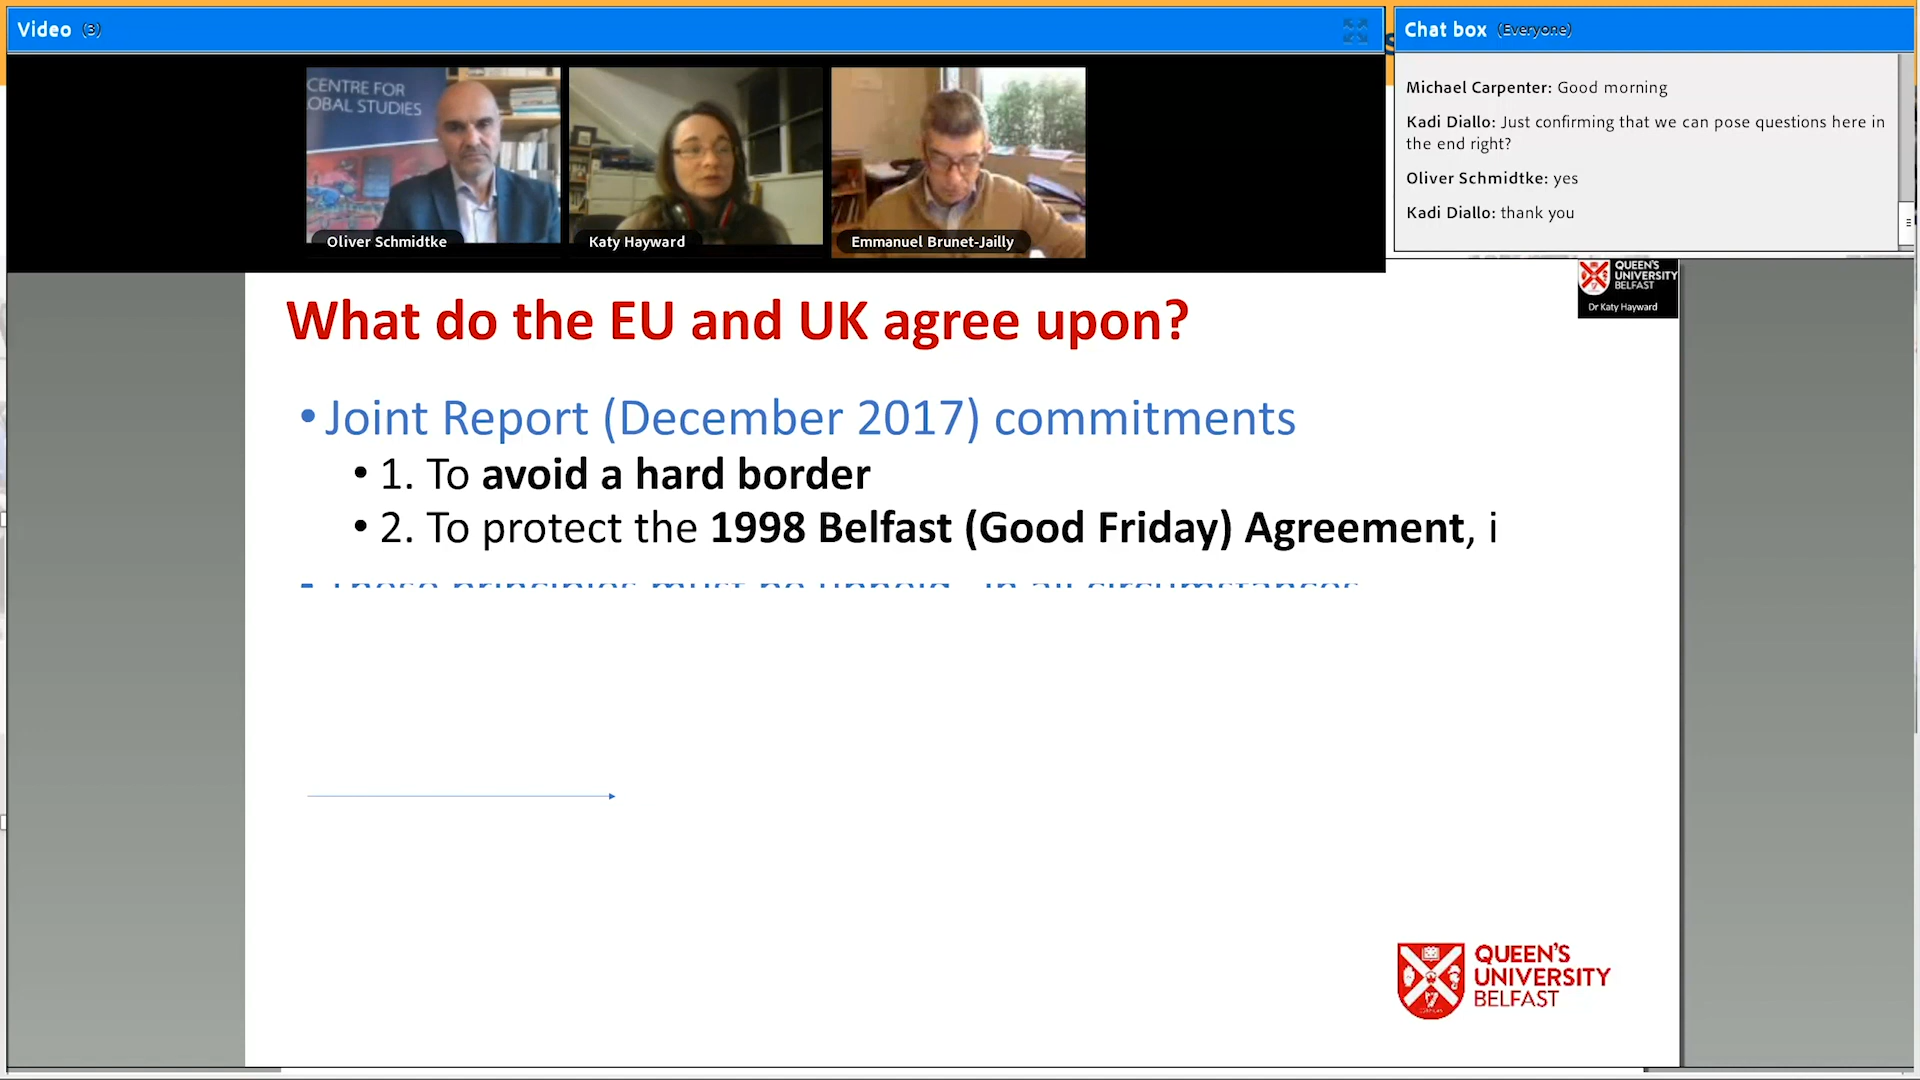 Video (3)
Chat box (Everyone)
CENTRE FOR
OBAL STUDIES
Oliver Schmidtke
Katy Hayward
Emmanuel Brunet-Jailly
Michael Carpenter: Good morning
Kadi Diallo: Just confirming that we can pose questions here in
the end right?
Oliver Schmidtke: yes
Kadi Diallo: thank you
QUEEN'S
UNIVERSITY
BELFAST
Dr Katy Hayward
What do the EU and UK agree upon?
• Joint Report (December 2017) commitments
• 1. To avoid a hard border
• 2. To protect the 1998 Belfast (Good Friday) Agreement, i
QUEEN'S
UNIVERSITY
BELFAST